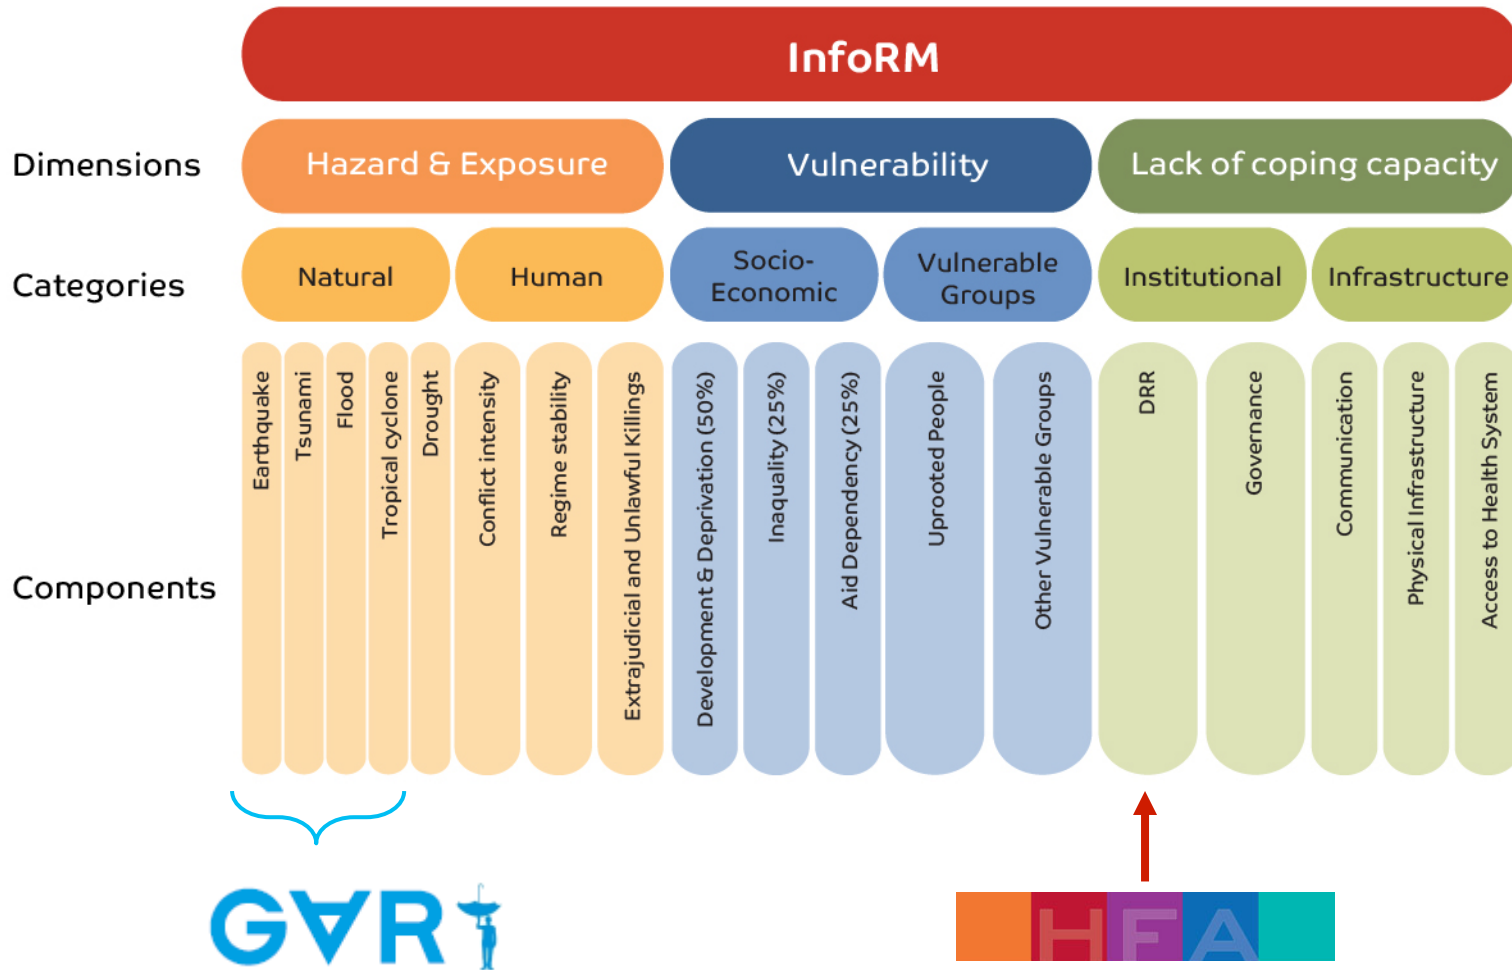 InfoRM
Dimensions
Hazard & Exposure
Vulnerability
Lack of coping capacity
Categories
Natural
Human
Socio-
Economic
Vulnerable
Groups
Institutional
Infrastructure
Components
Earthquake
Tsunami
Flood
Tropical cyclone
Drought
Conflict intensity
Regime stability
Extrajudicial and Unlawful Killings
Development & Deprivation (50%)
Inaquality (25%)
Aid Dependency (25%)
Uprooted People
Other Vulnerable Groups
DRR
Governance
Communication
Physical Infrastructure
Access to Health System
GAR
HFA